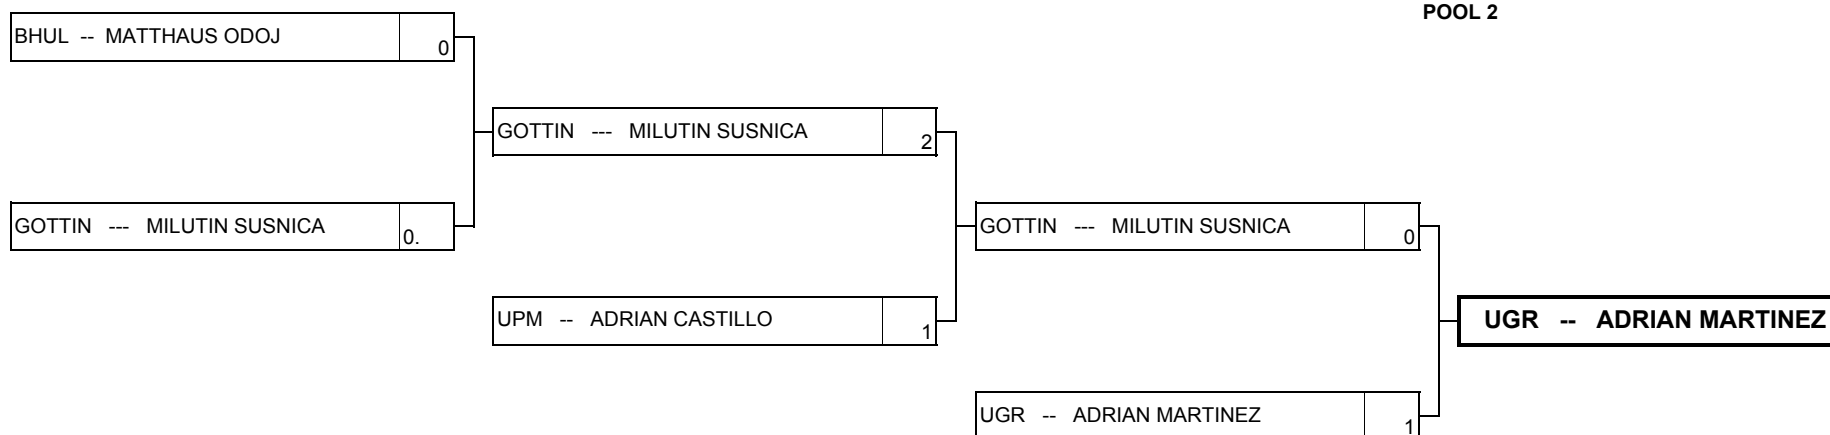 POOL 2
BHUL -- MATTHAUS ODOJ 0
GOTTIN --- MILUTIN SUSNICA 2
GOTTIN --- MILUTIN SUSNICA 0.
GOTTIN --- MILUTIN SUSNICA 0
UPM -- ADRIAN CASTILLO 1
UGR -- ADRIAN MARTINEZ
UGR -- ADRIAN MARTINEZ 1